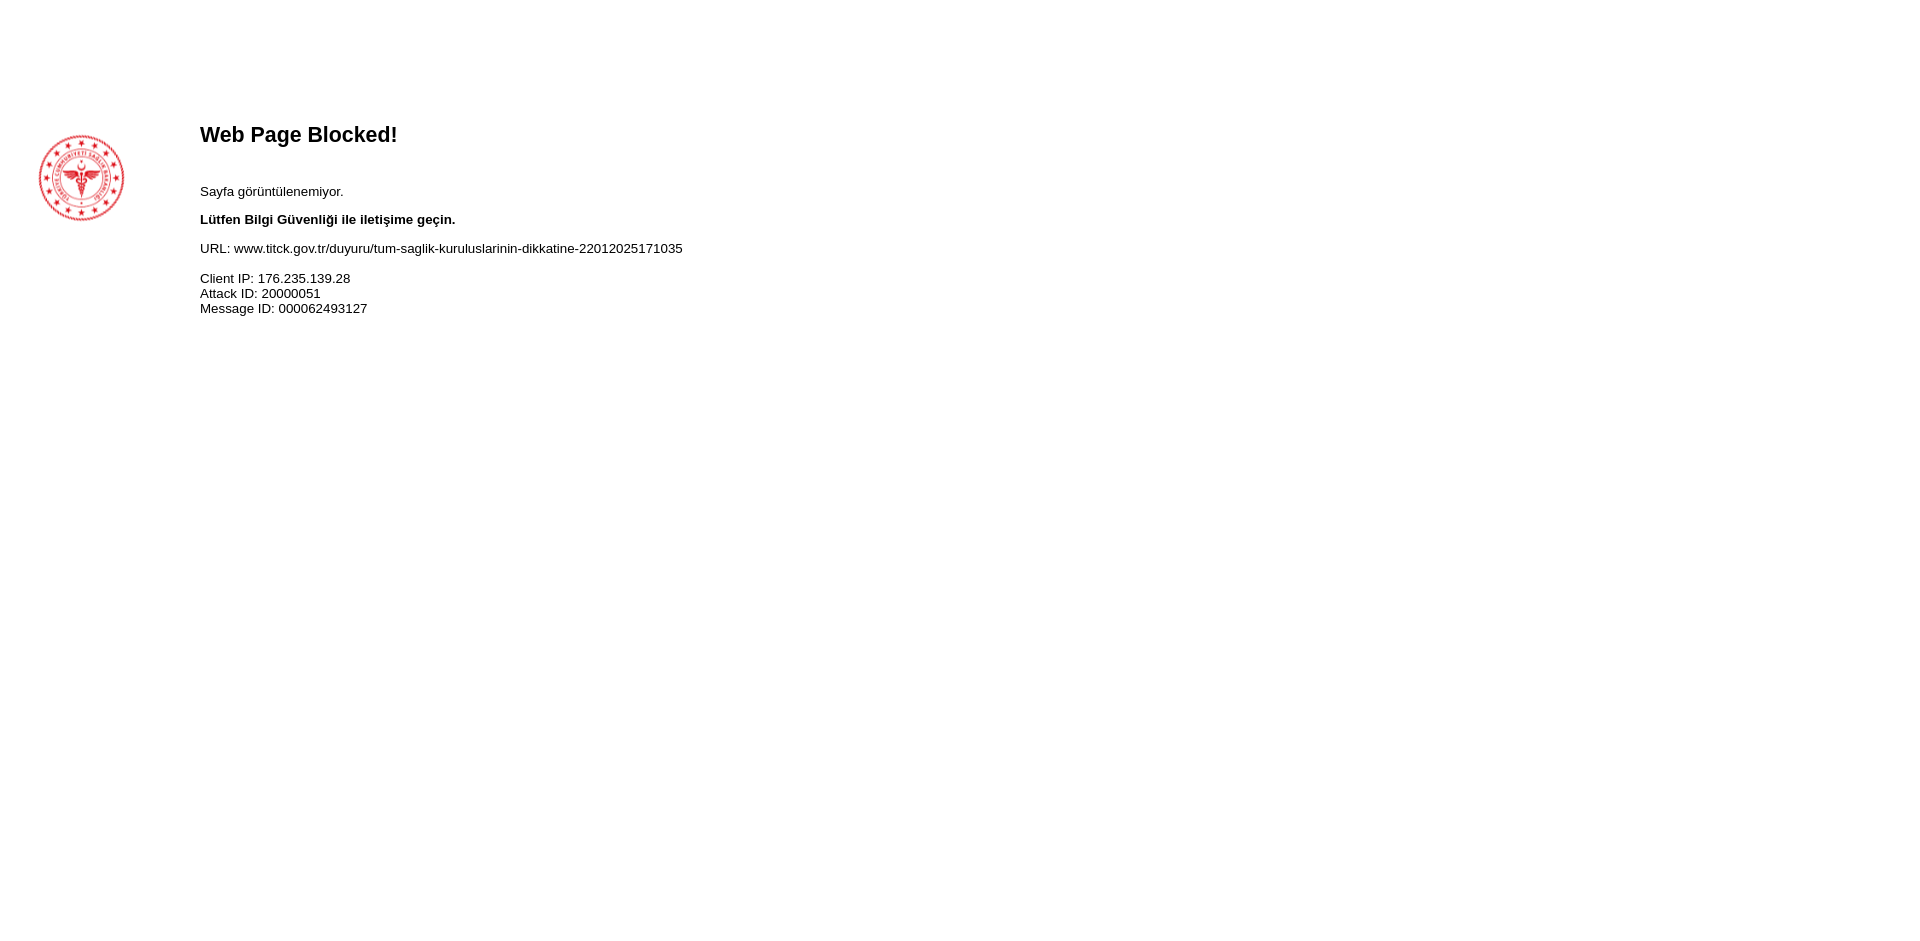 Web Page Blocked!
Sayfa görüntülenemiyor.
Lütfen Bilgi Güvenliği ile iletişime geçin.
URL: www.titck.gov.tr/duyuru/tum-saglik-kuruluslarinin-dikkatine-22012025171035
Client IP: 176.235.139.28
Attack ID: 20000051
Message ID: 000062493127